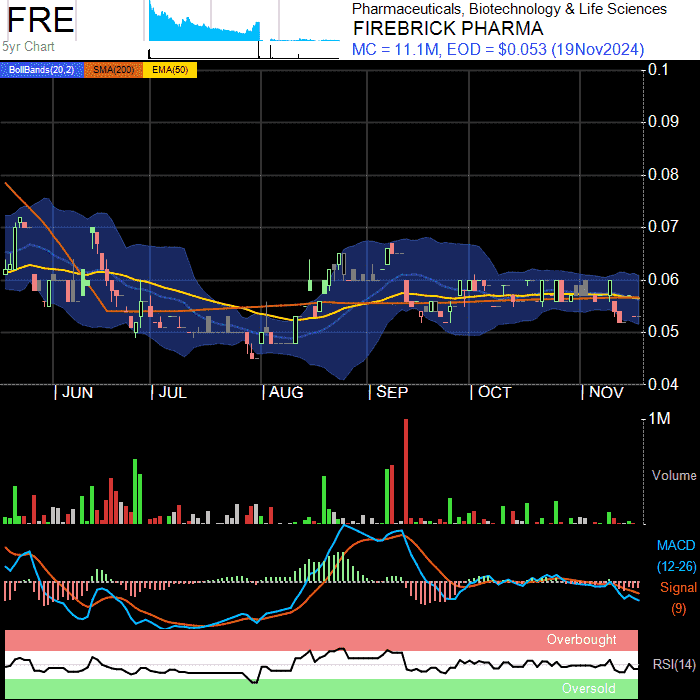 FRE
5yr Chart
Pharmaceuticals, Biotechnology & Life Sciences
FIREBRICK PHARMA
MC = 11.1M, EOD = $0.053 (19Nov2024)
BollBands(20,2) SMA(200) EMA(50)
0.1
0.09
0.08
0.07
0.06
0.05
0.04
JUN JUL AUG SEP OCT NOV
1M
Volume
MACD
(12-26)
Signal
(9)
Overbought
RSI(14)
Oversold